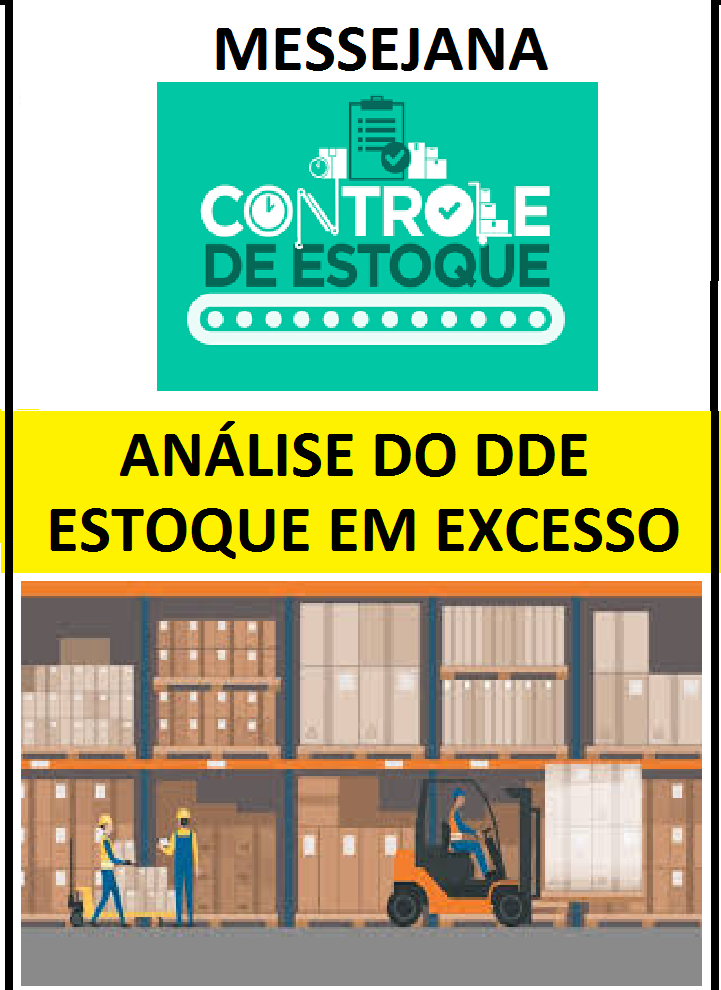 MESSEJANA
CONTROLE
DE ESTOQUE
ANÁLISE DO DDE
ESTOQUE EM EXCESSO